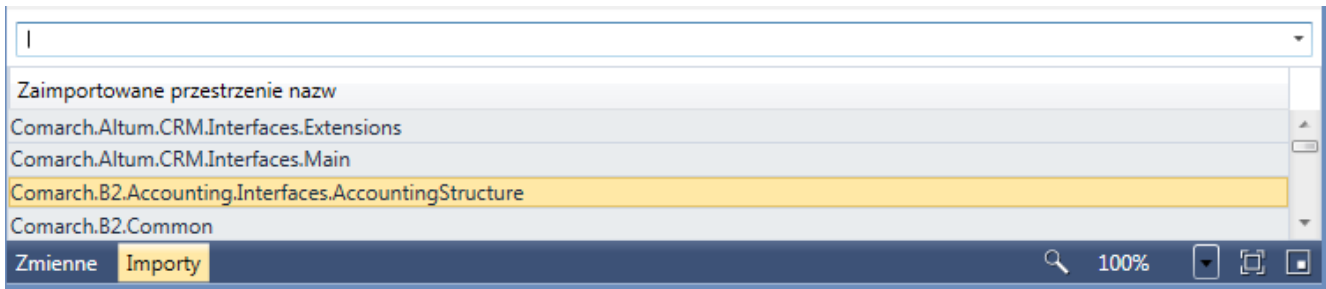 Zaimportowane przestrzenie nazw
Comarch.Altum.CRM.Interfaces.Extensions
Comarch.Altum.CRM.Interfaces.Main
Comarch.B2.Accounting.Interfaces.AccountingStructure
Comarch.B2.Common
Zmienne Importy 100%